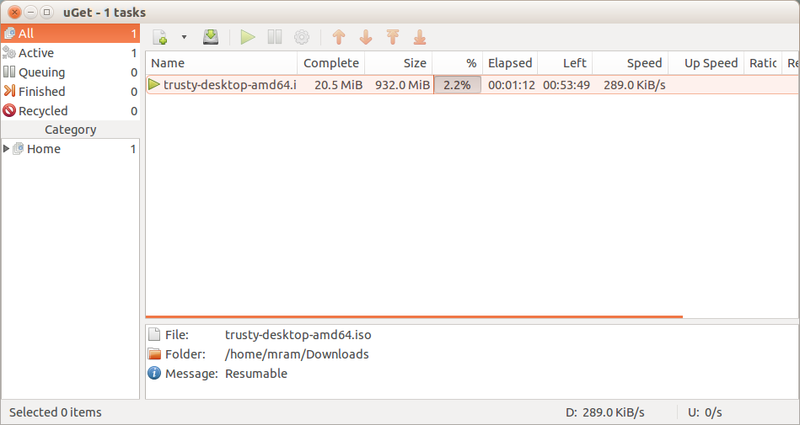 uGet - 1 tasks
All 1
Active 1
Queuing 0
Finished 0
Recycled 0
Category
Home 1
Name Complete Size % Elapsed Left Speed Up Speed Ratio Re
trusty-desktop-amd64.i 20.5 MiB 932.0 MiB 2.2% 00:01:12 00:53:49 289.0 KiB/s
File: trusty-desktop-amd64.iso
Folder: /home/mram/Downloads
Message: Resumable
Selected 0 items D: 289.0 KiB/s U: 0/s